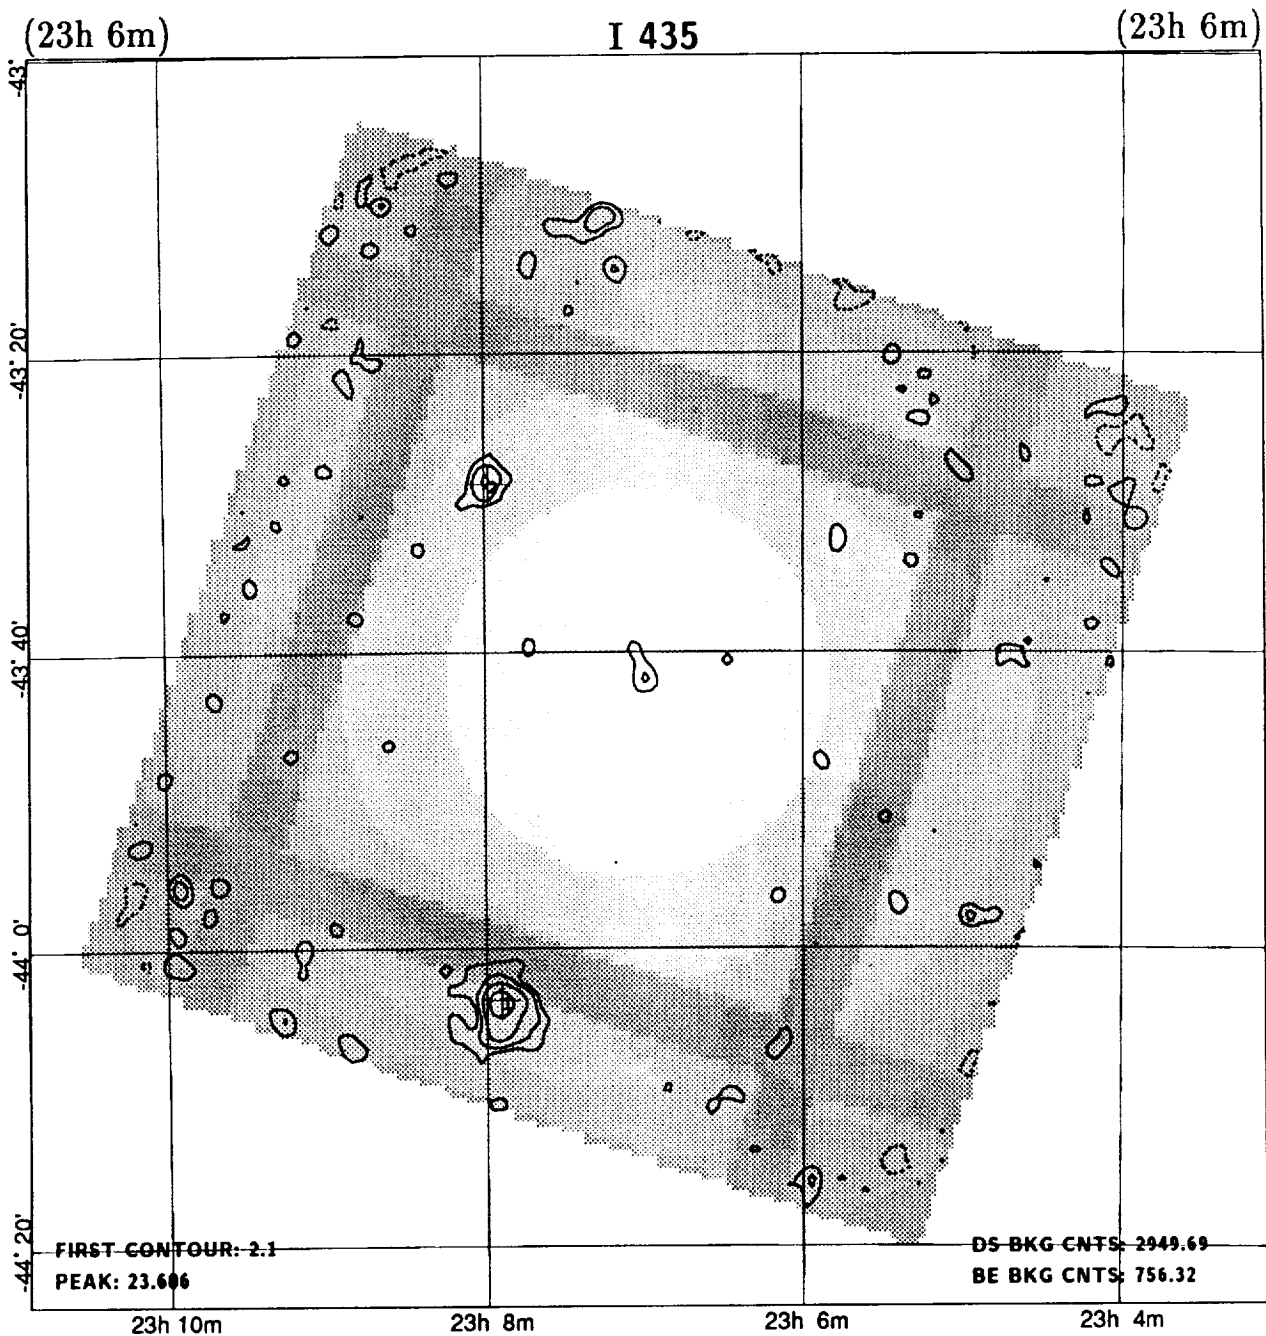 (23h 6m)
I 435
(23h 6m)
-43°
-43° 20'
-43° 40'
-44° 0'
-44° 20'
FIRST CONTOUR: 2.1
PEAK: 23.606
DS BKG CNTS: 2949.69
BE BKG CNTS: 756.32
23h 10m
23h 8m
23h 6m
23h 4m